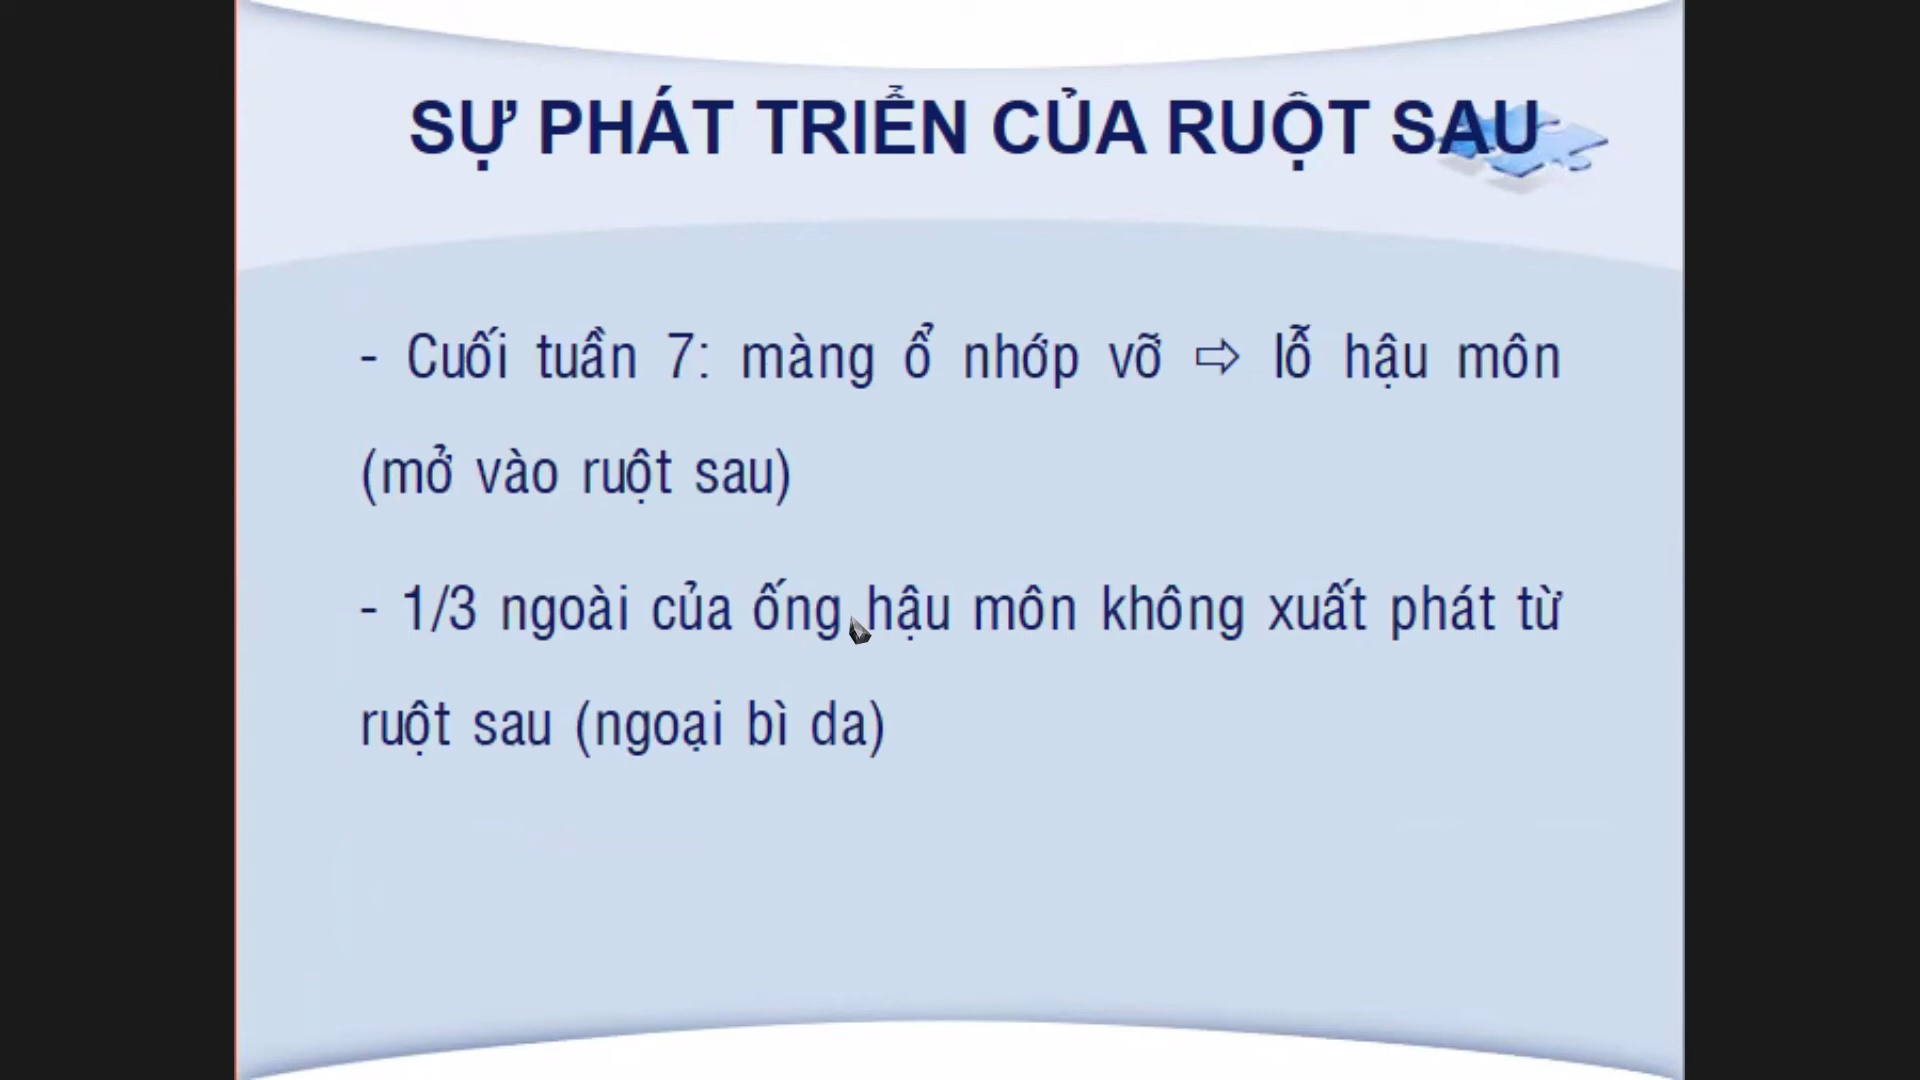 SỰ PHÁT TRIỂN CỦA RUỘT SAU
- Cuối tuần 7: màng ổ nhớp vỡ ⇨ lỗ hậu môn
(mở vào ruột sau)
- 1/3 ngoài của ống hậu môn không xuất phát từ
ruột sau (ngoại bì da)